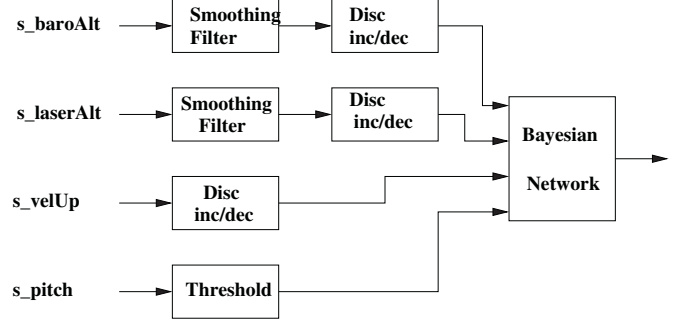 s_baroAlt
Smoothing
Filter
Disc
inc/dec
s_laserAlt
Smoothing
Filter
Disc
inc/dec
Bayesian
Network
s_velUp
Disc
inc/dec
s_pitch
Threshold